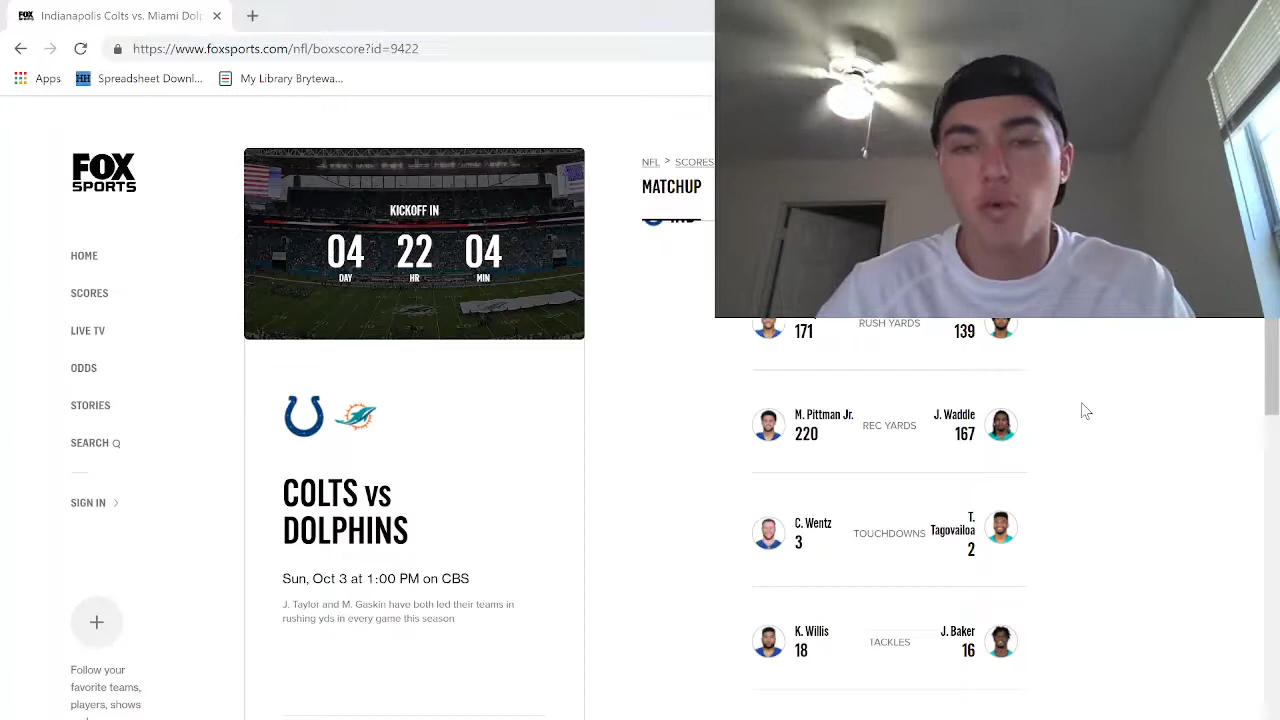 Indianapolis Colts vs. Miami Dol
https://www.foxsports.com/nfl/boxscore?id=9422
Apps
Spreadsheet Downl...
My Library Brytewa...
FOX
SPORTS
HOME
SCORES
LIVE TV
ODDS
STORIES
SEARCH
SIGN IN
Follow your
favorite teams,
players, shows
KICKOFF IN
04 22 04
DAY HR MIN
COLTS vs
DOLPHINS
Sun, Oct 3 at 1:00 PM on CBS
J. Taylor and M. Gaskin have both led their teams in
rushing yds in every game this season
NFL > SCORES
MATCHUP
171 RUSH YARDS 139
M. Pittman Jr. J. Waddle
220 REC YARDS 167
C. Wentz T.
Tagovailoa
3 TOUCHDOWNS 2
K. Willis J. Baker
18 TACKLES 16